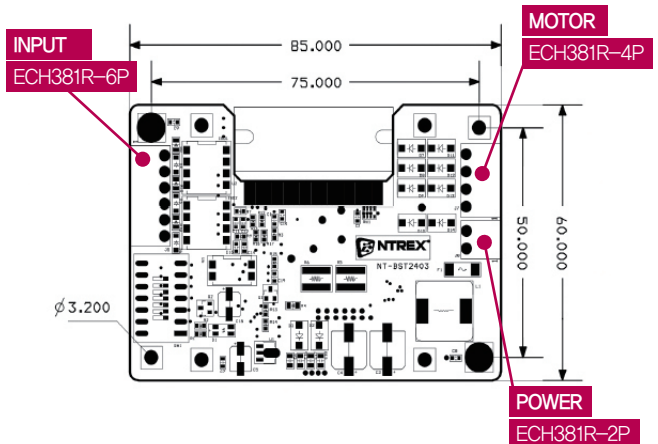 INPUT
ECH381R-6P
MOTOR
ECH381R-4P
85.000
75.000
50.000
60.000
NTREX
NT-BST2403
Ø3.200
POWER
ECH381R-2P